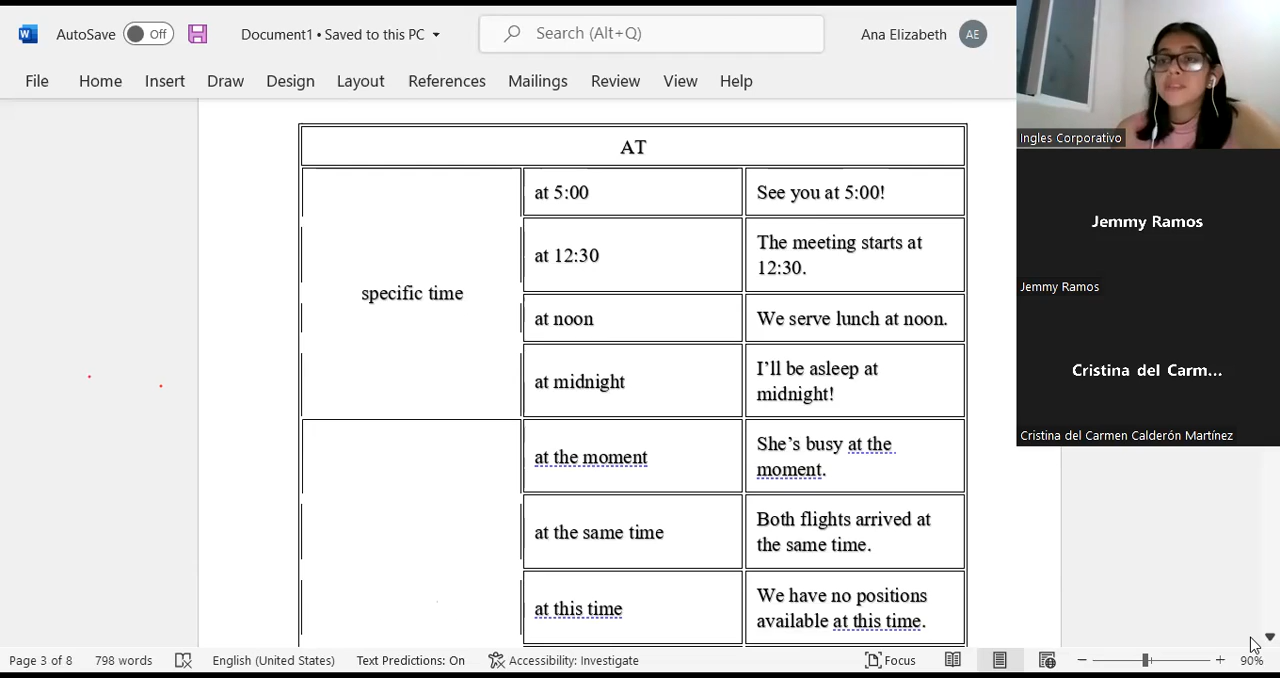 AutoSave Off Document1 • Saved to this PC Search (Alt+Q) Ana Elizabeth AE
File Home Insert Draw Design Layout References Mailings Review View Help
AT
specific time
at 5:00 See you at 5:00!
at 12:30 The meeting starts at
12:30.
at noon We serve lunch at noon.
at midnight I'll be asleep at
midnight!
at the moment She's busy at the
moment.
at the same time Both flights arrived at
the same time.
at this time We have no positions
available at this time.
Ingles Corporativo
Jemmy Ramos
Jemmy Ramos
Cristina del Carm...
Cristina del Carmen Calderón Martínez
Page 3 of 8 798 words English (United States) Text Predictions: On Accessibility: Investigate Focus 90%